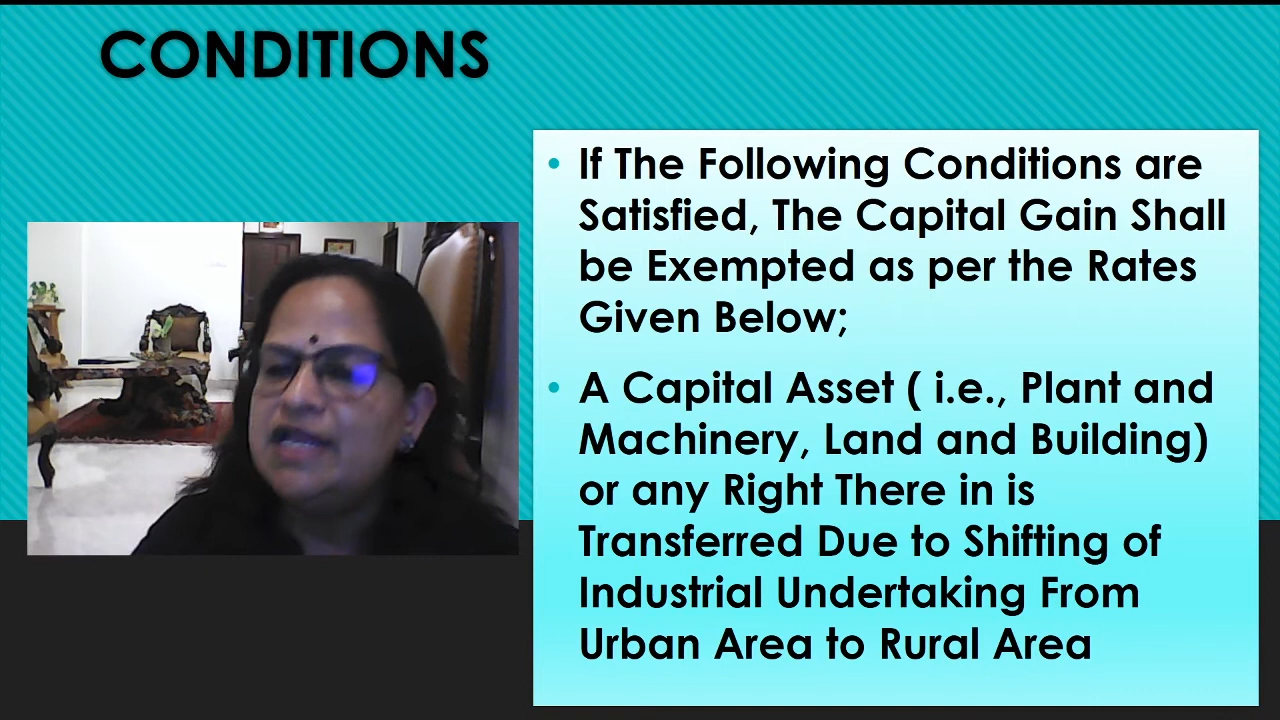 CONDITIONS
• If The Following Conditions are
Satisfied, The Capital Gain Shall
be Exempted as per the Rates
Given Below;
• A Capital Asset ( i.e., Plant and
Machinery, Land and Building)
or any Right There in is
Transferred Due to Shifting of
Industrial Undertaking From
Urban Area to Rural Area